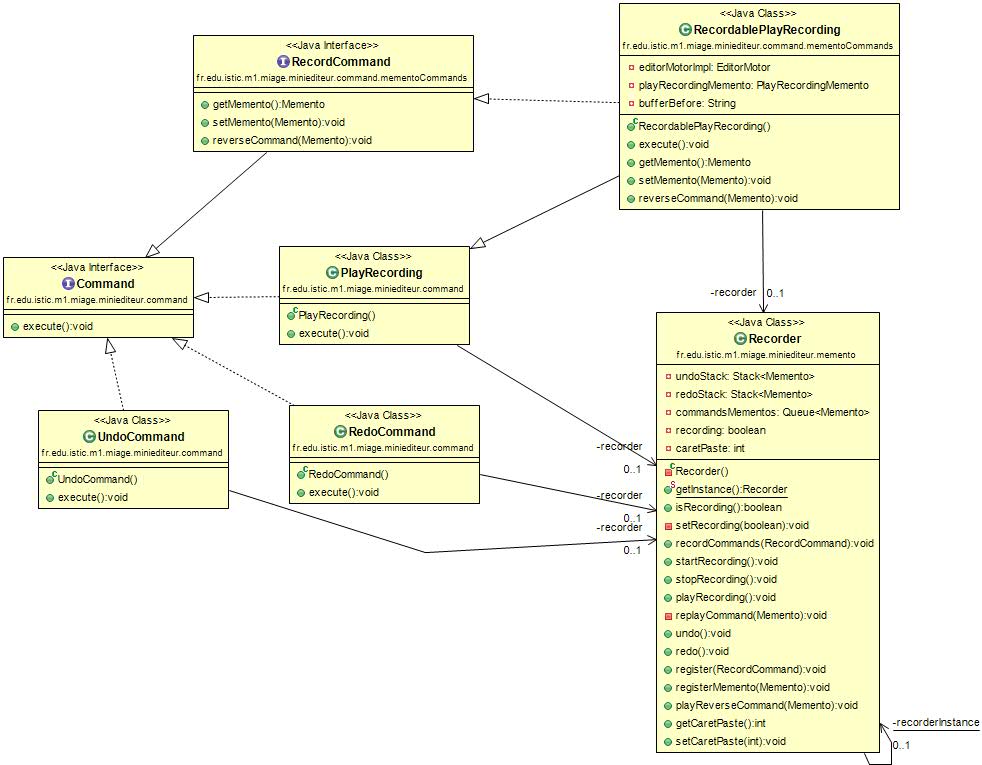 <<Java Class>>
RecordablePlayRecording
fr.edu.istic.m1.miage.miniediteur.command.mementoCommands
editorMotorImpl: EditorMotor
playRecordingMemento: PlayRecordingMemento
bufferBefore: String
RecordablePlayRecording()
execute():void
getMemento():Memento
setMemento(Memento):void
reverseCommand(Memento):void
<<Java Interface>>
RecordCommand
fr.edu.istic.m1.miage.miniediteur.command.mementoCommands
getMemento():Memento
setMemento(Memento):void
reverseCommand(Memento):void
<<Java Interface>>
Command
fr.edu.istic.m1.miage.miniediteur.command
execute():void
<<Java Class>>
PlayRecording
fr.edu.istic.m1.miage.miniediteur.command
PlayRecording()
execute():void
-recorder 0..1
<<Java Class>>
Recorder
fr.edu.istic.m1.miage.miniediteur.memento
undoStack: Stack<Memento>
redoStack: Stack<Memento>
commandsMementos: Queue<Memento>
recording: boolean
caretPaste: int
Recorder()
getInstance():Recorder
isRecording():boolean
setRecording(boolean):void
recordCommands(RecordCommand):void
startRecording():void
stopRecording():void
playRecording():void
replayCommand(Memento):void
undo():void
redo():void
register(RecordCommand):void
registerMemento(Memento):void
playReverseCommand(Memento):void
getCaretPaste():int
setCaretPaste(int):void
<<Java Class>>
UndoCommand
fr.edu.istic.m1.miage.miniediteur.command
UndoCommand()
execute():void
<<Java Class>>
RedoCommand
fr.edu.istic.m1.miage.miniediteur.command
RedoCommand()
execute():void
-recorder
0..1
-recorder
0..1
-recorder
0..1
-recorderInstance
0..1